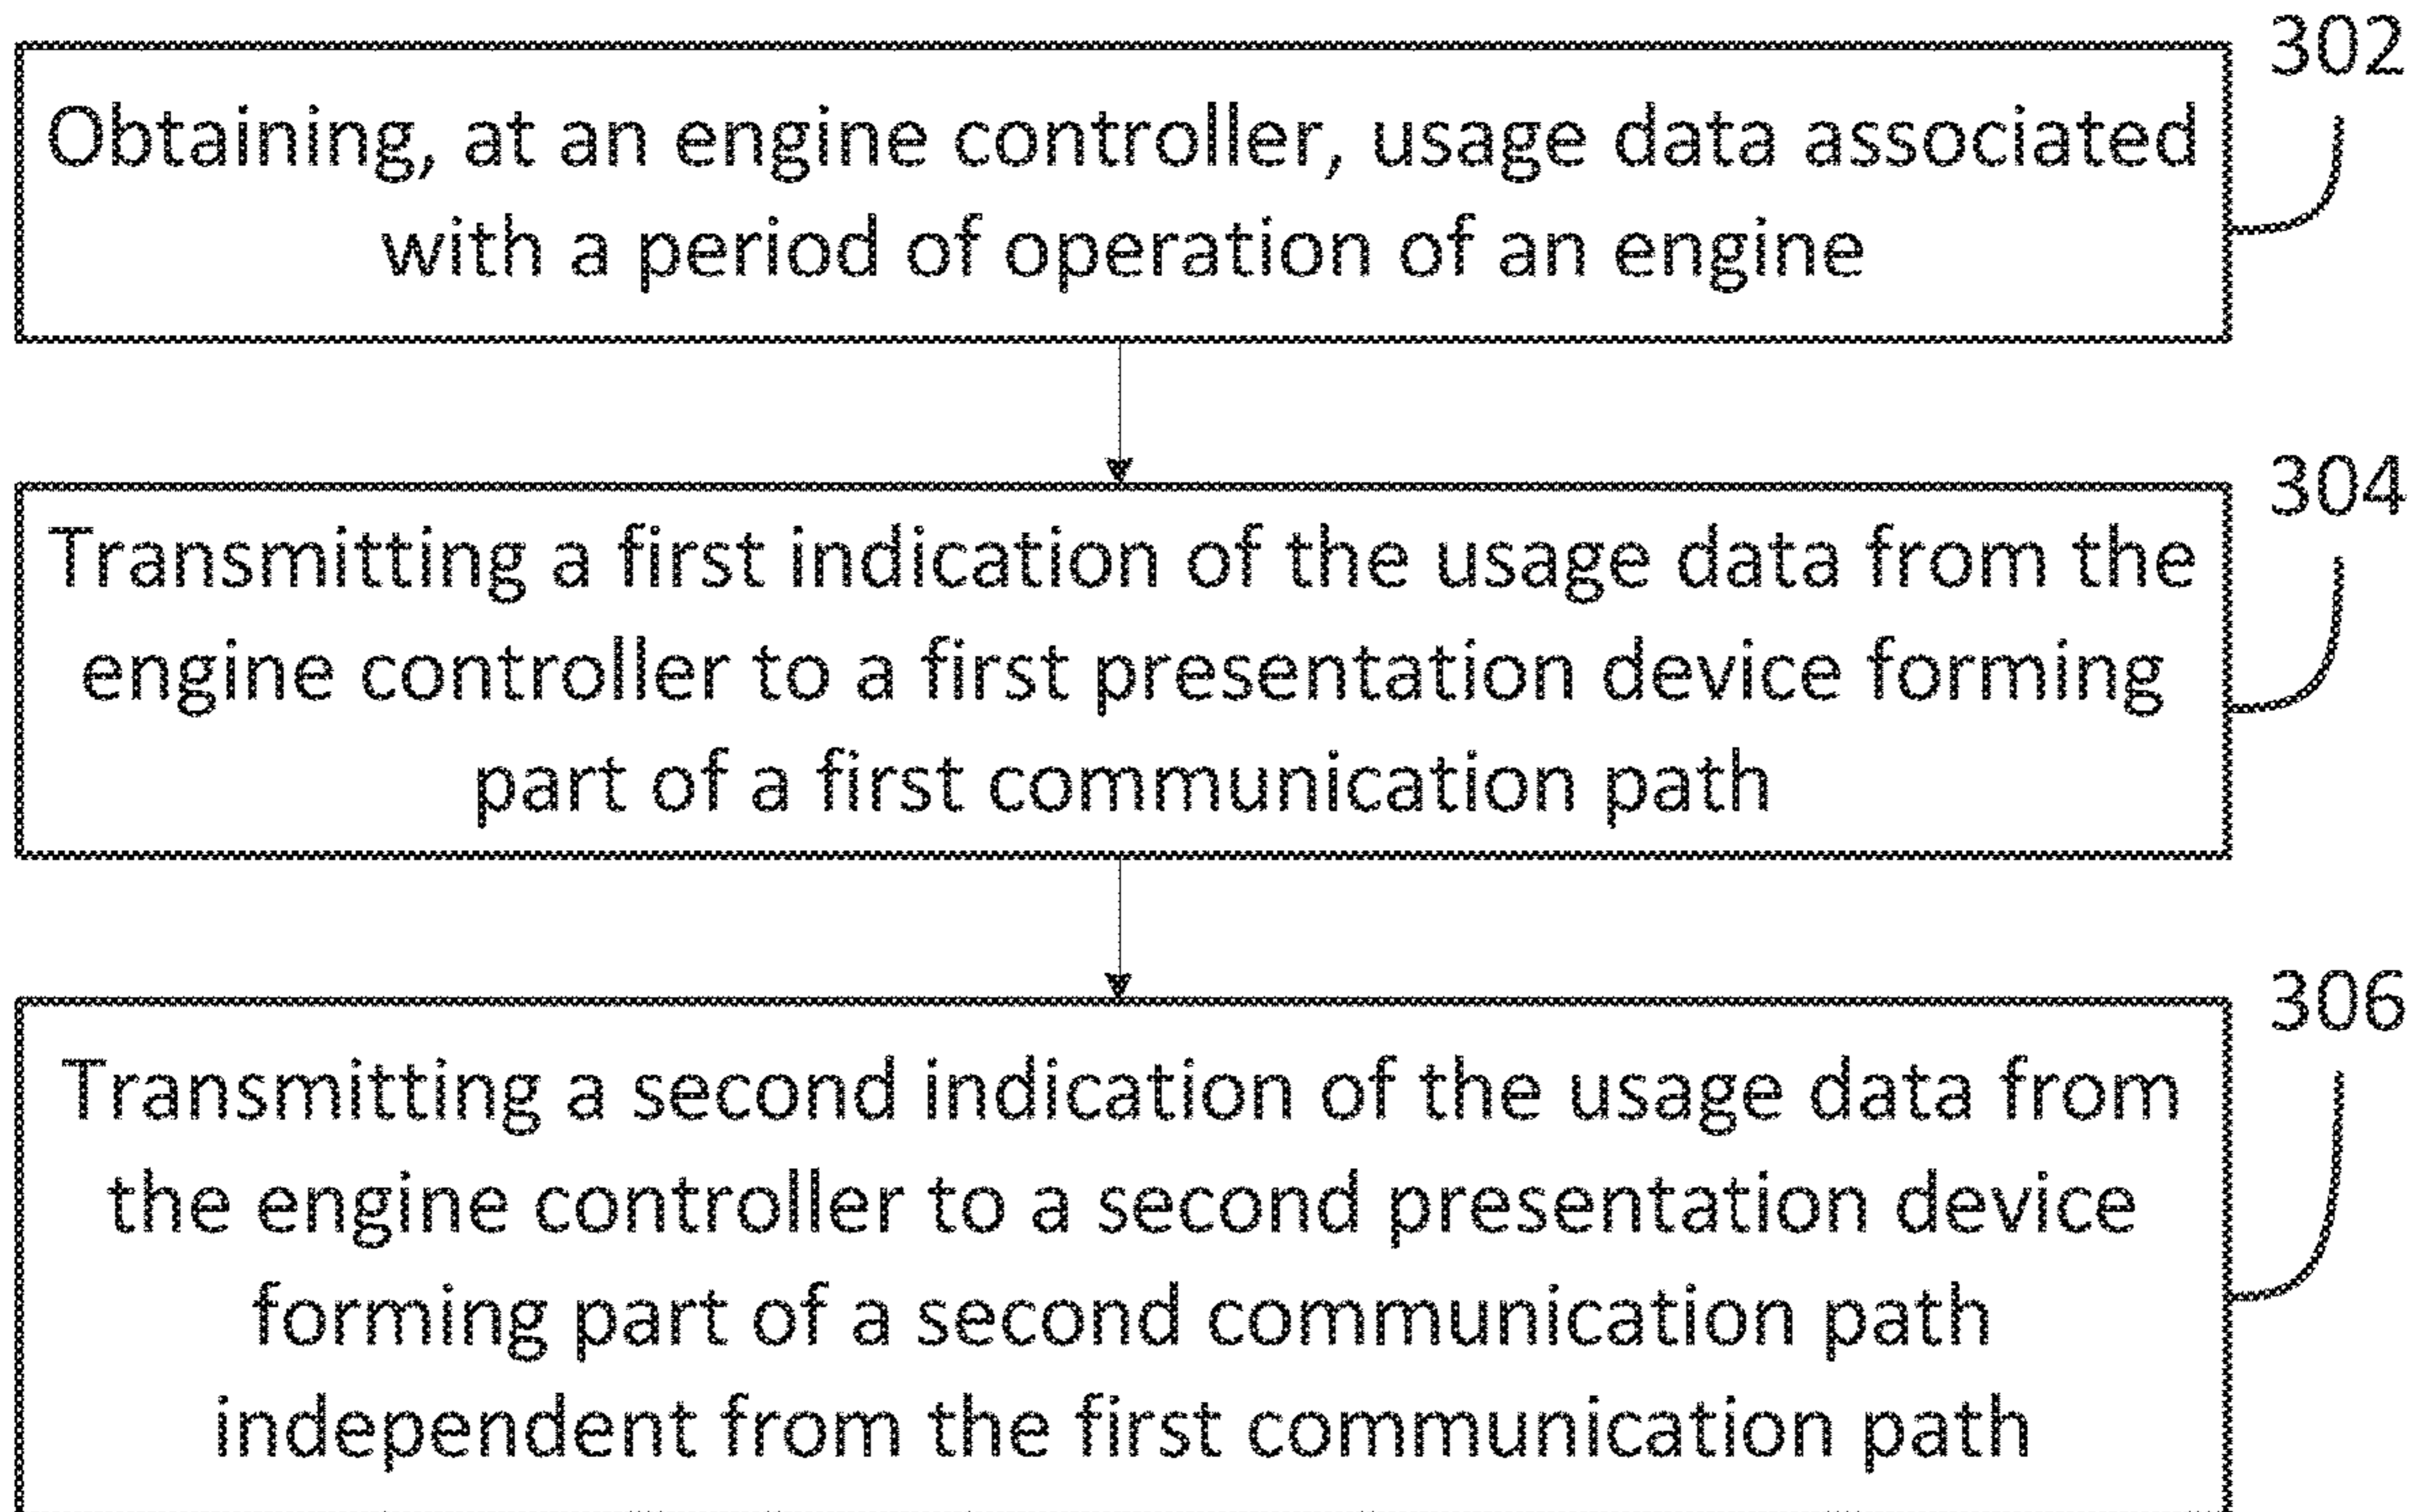 302
Obtaining, at an engine controller, usage data associated
with a period of operation of an engine
304
Transmitting a first indication of the usage data from the
engine controller to a first presentation device forming
part of a first communication path
306
Transmitting a second indication of the usage data from
the engine controller to a second presentation device
forming part of a second communication path
independent from the first communication path